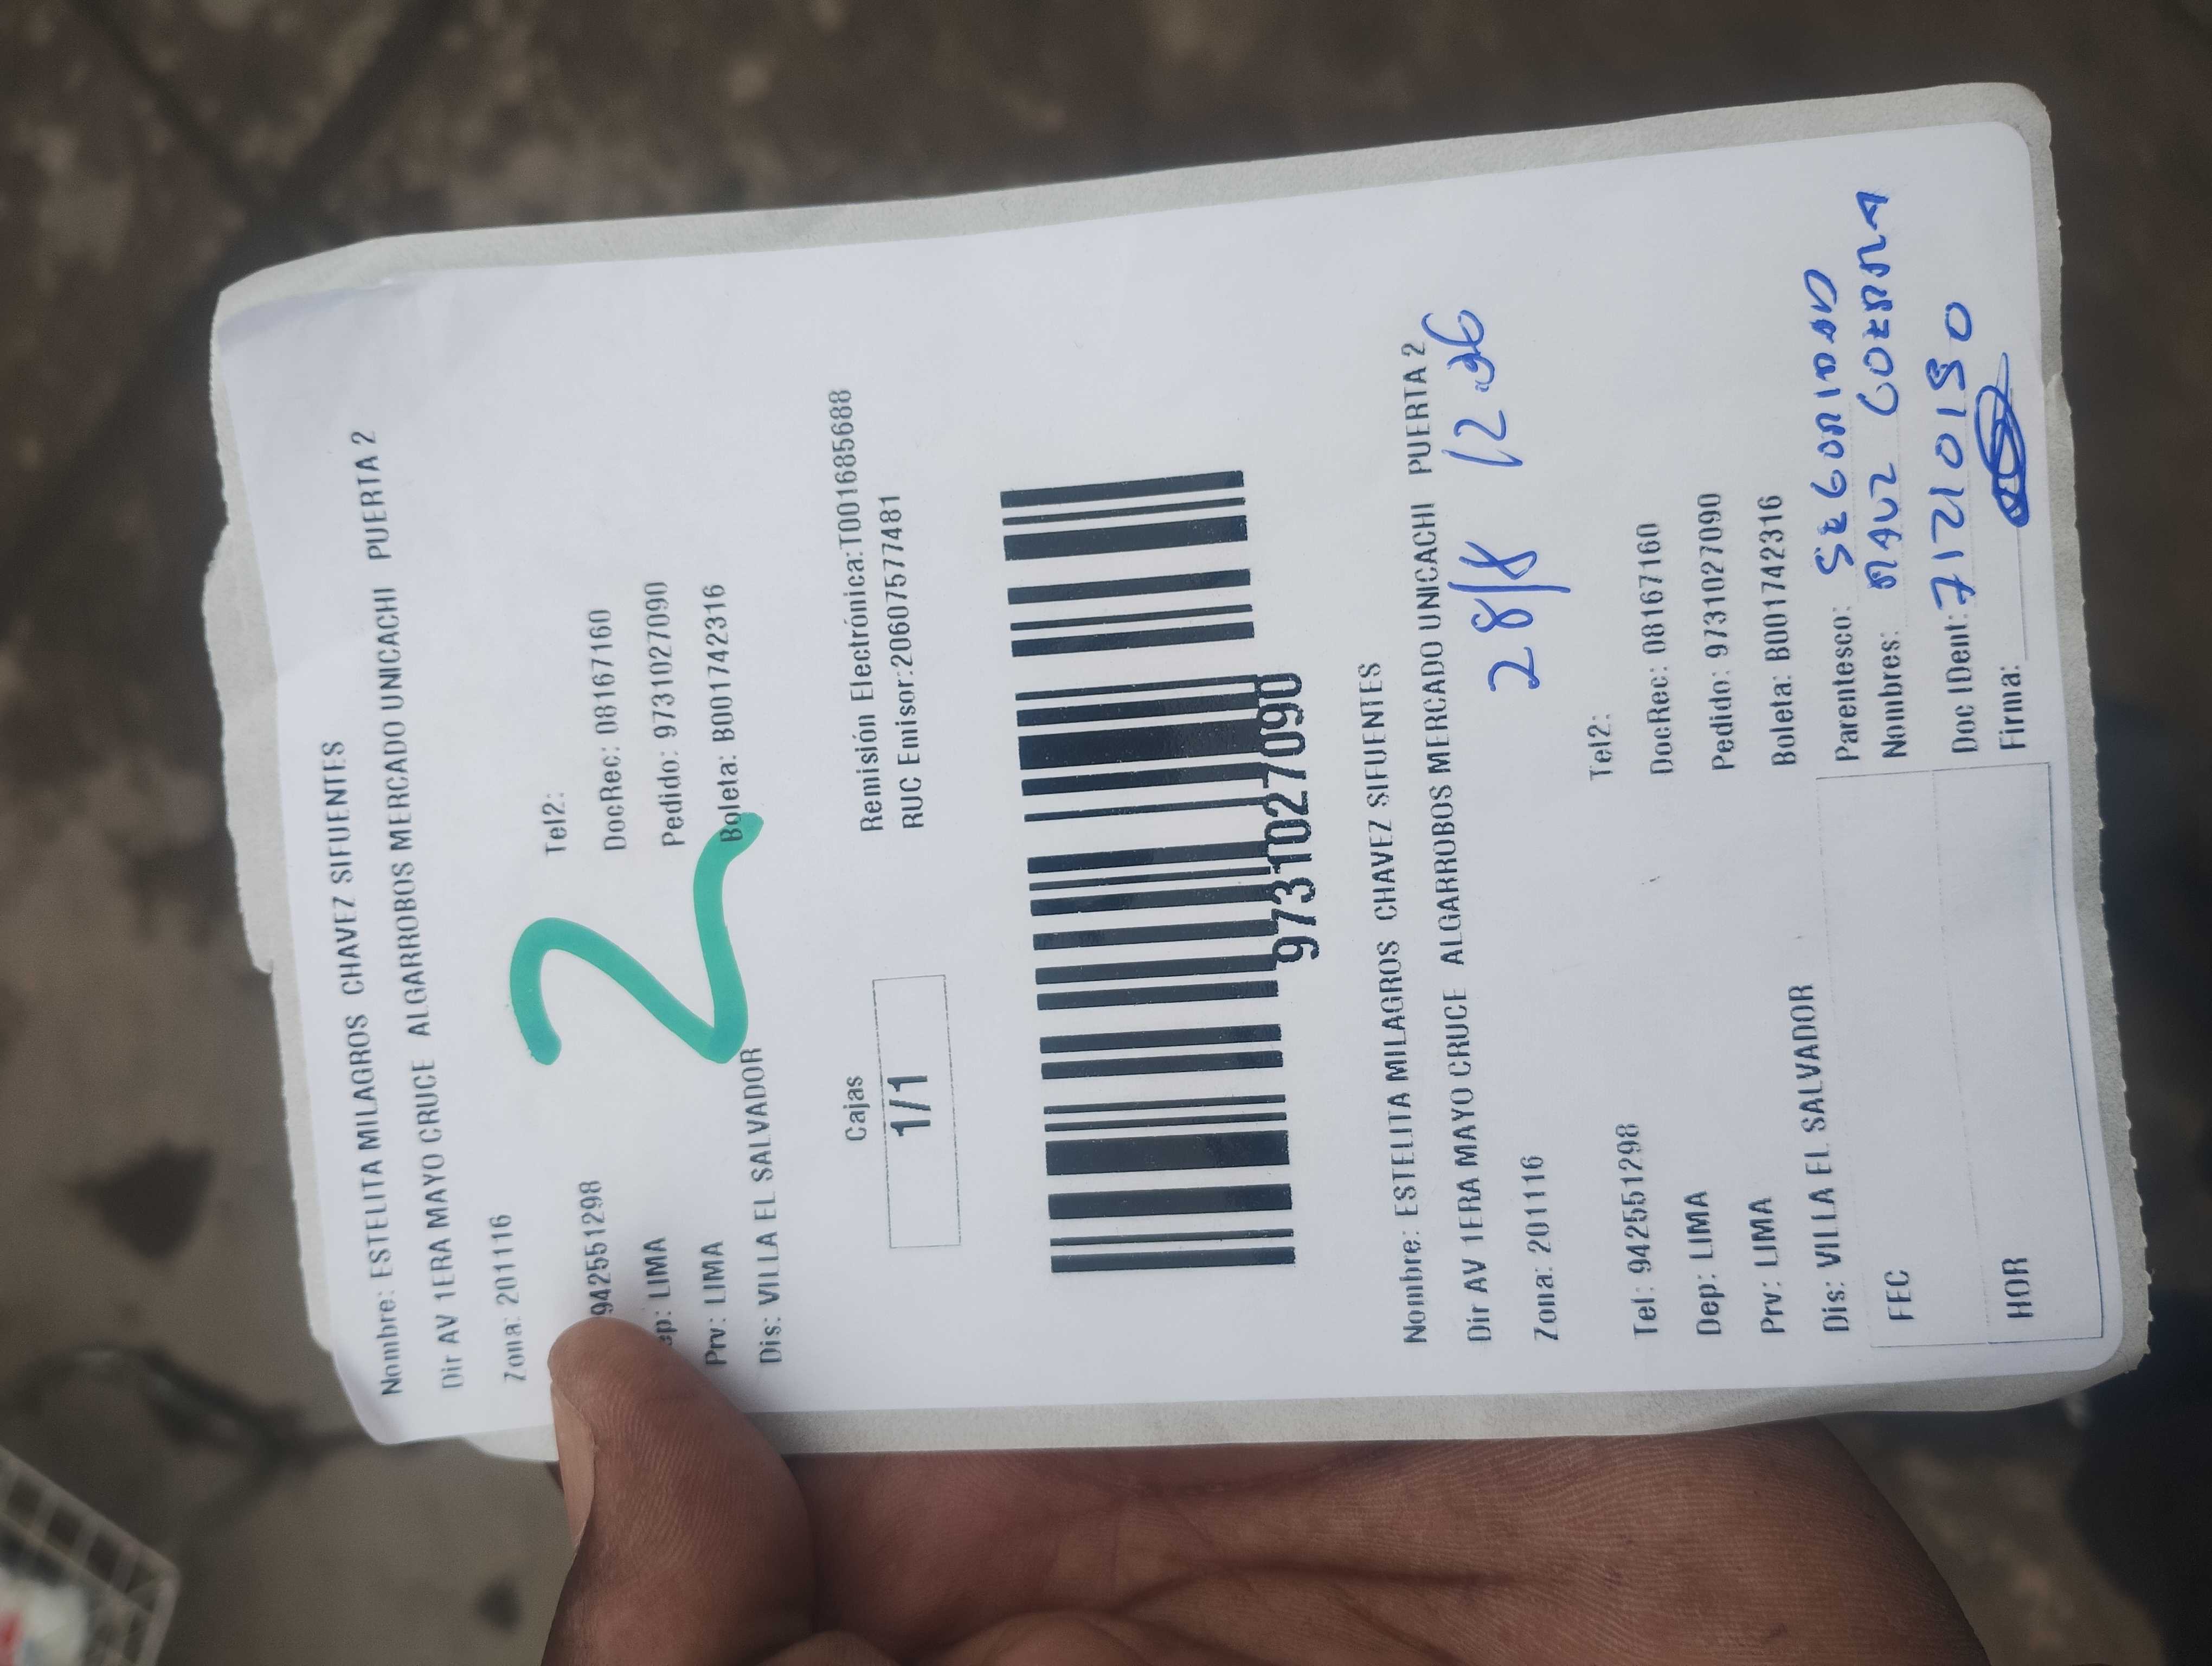 Nombre: ESTELITA MILAGROS CHAVEZ SIFUENTES
Dir AV 1ERA MAYO CRUCE ALGARROBOS MERCADO UNICACHI PUERTA 2
Zona: 201116
Tel2:
942551298
DocRec: 08167160
ep: LIMA
Pedido: 9731027090
Prv: LIMA
Boleta: B001742316
Dis: VILLA EL SALVADOR
2
Cajas
1/1
Remisión Electrónica:T001685688
RUC Emisor:20607577481
9731027090
Nombre: ESTELITA MILAGROS CHAVEZ SIFUENTES
Dir AV 1ERA MAYO CRUCE ALGARROBOS MERCADO UNICACHI PUERTA 2
Zona: 201116
28/8 12
Tel2:
Tel: 942551298
DocRec: 08167160
Dep: LIMA
Pedido: 9731027090
Prv: LIMA
Boleta: B001742316
Dis: VILLA EL SALVADOR
Parentesco:
FEC
Nombres:
Doc IDent: 71210150
HOR
Firma: